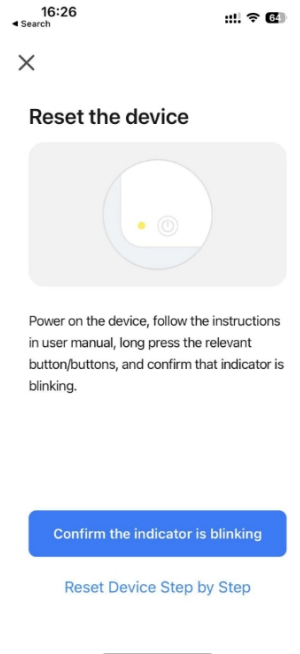 16:26
64
◀ Search
Reset the device
Power on the device, follow the instructions
in user manual, long press the relevant
button/buttons, and confirm that indicator is
blinking.
Confirm the indicator is blinking
Reset Device Step by Step